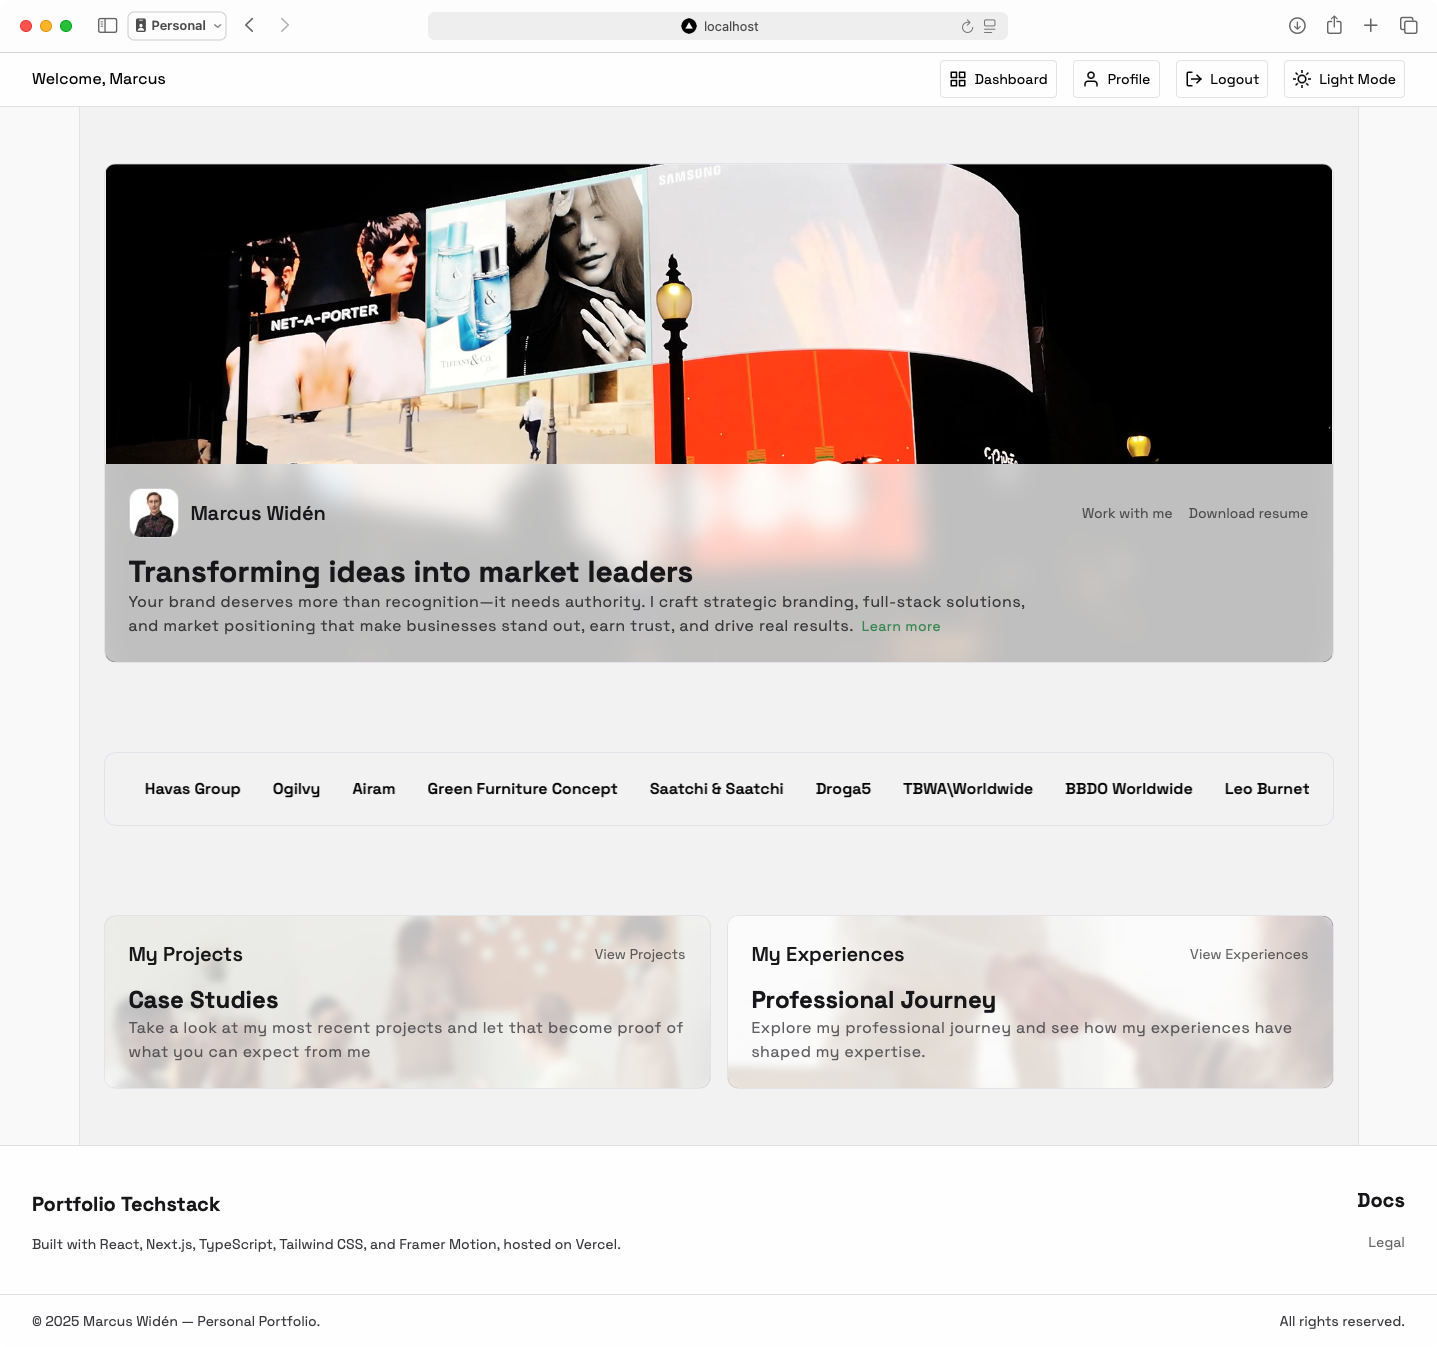 Personal
localhost
Welcome, Marcus
Dashboard
Profile
Logout
Light Mode
SAMSUNG
NET-A-PORTER
&
&
TIFFANY & CO.
Marcus Widén
Work with me
Download resume
Transforming ideas into market leaders
Your brand deserves more than recognition—it needs authority. I craft strategic branding, full-stack solutions,
and market positioning that make businesses stand out, earn trust, and drive real results. Learn more
Havas Group
Ogilvy
Airam
Green Furniture Concept
Saatchi & Saatchi
Droga5
TBWA\Worldwide
BBDO Worldwide
Leo Burnet
My Projects
View Projects
Case Studies
Take a look at my most recent projects and let that become proof of
what you can expect from me
My Experiences
View Experiences
Professional Journey
Explore my professional journey and see how my experiences have
shaped my expertise.
Portfolio Techstack
Built with React, Next.js, TypeScript, Tailwind CSS, and Framer Motion, hosted on Vercel.
Docs
Legal
© 2025 Marcus Widén — Personal Portfolio.
All rights reserved.